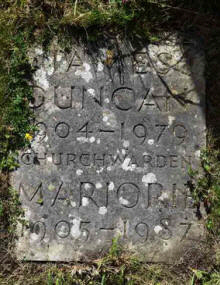 JAMES
DUNCAN
1904-1979
CHURCHWARDEN
MARJORIE
1905-1987